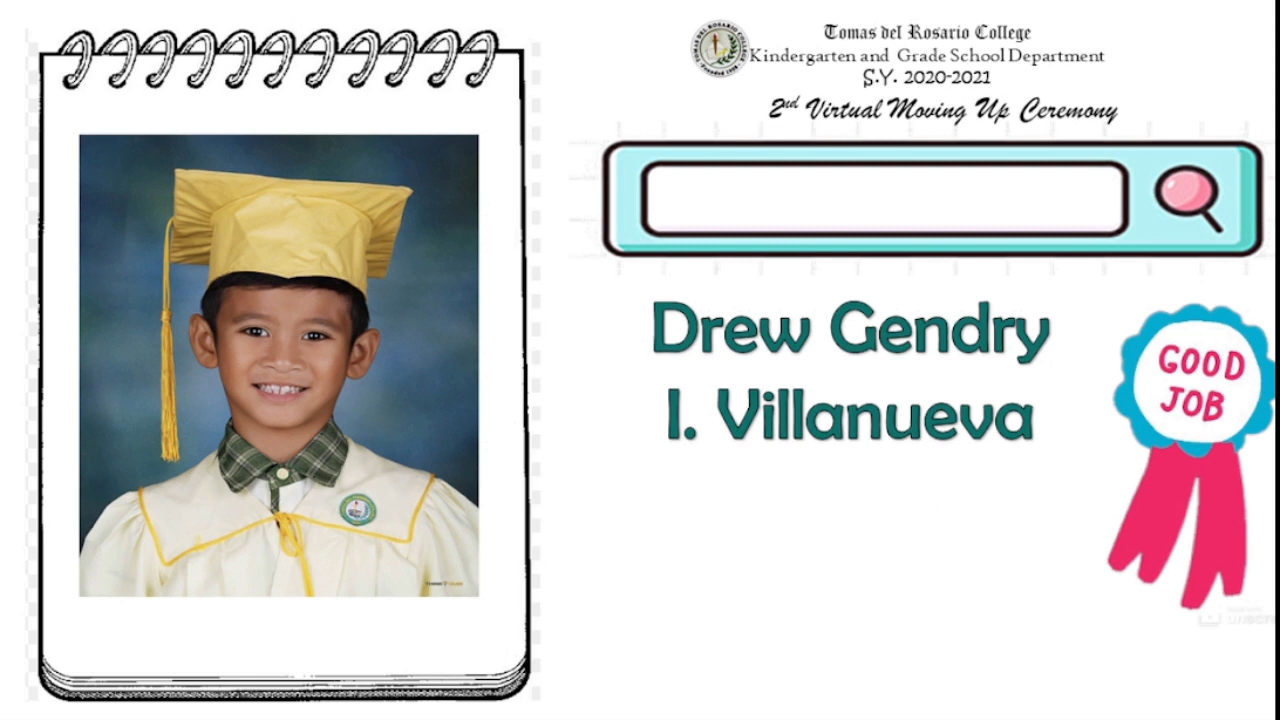 Tomas del Rosario College
Kindergarten and Grade School Department
S.Y. 2020-2021
2nd Virtual Moving Up Ceremony
Drew Gendry
I. Villanueva
GOOD
JOB